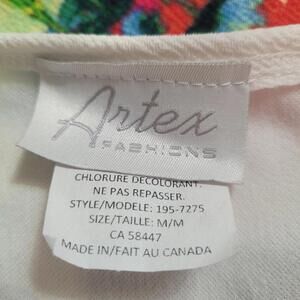 Artex
FASHIONS
CHLORURE DECOLORANT.
NE PAS REPASSER.
STYLE/MODELE: 195-7275
SIZE/TAILLE: M/M
CA 58447
MADE IN/FAIT AU CANADA